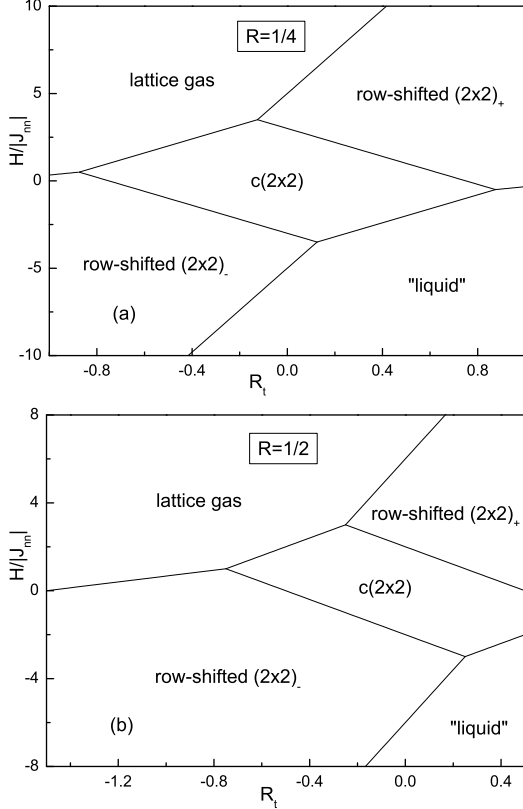 10
R=1/4
lattice gas
row-shifted (2x2)+
5
H/|Jnn|
c(2x2)
0
row-shifted (2x2)-
-5
"liquid"
(a)
-10
-0.8 -0.4 0.0 0.4 0.8
Rt
8
R=1/2
lattice gas
row-shifted (2x2)+
4
H/|Jnn|
c(2x2)
0
row-shifted (2x2)-
-4
(b)
"liquid"
-8
-1.2 -0.8 -0.4 0.0 0.4
Rt